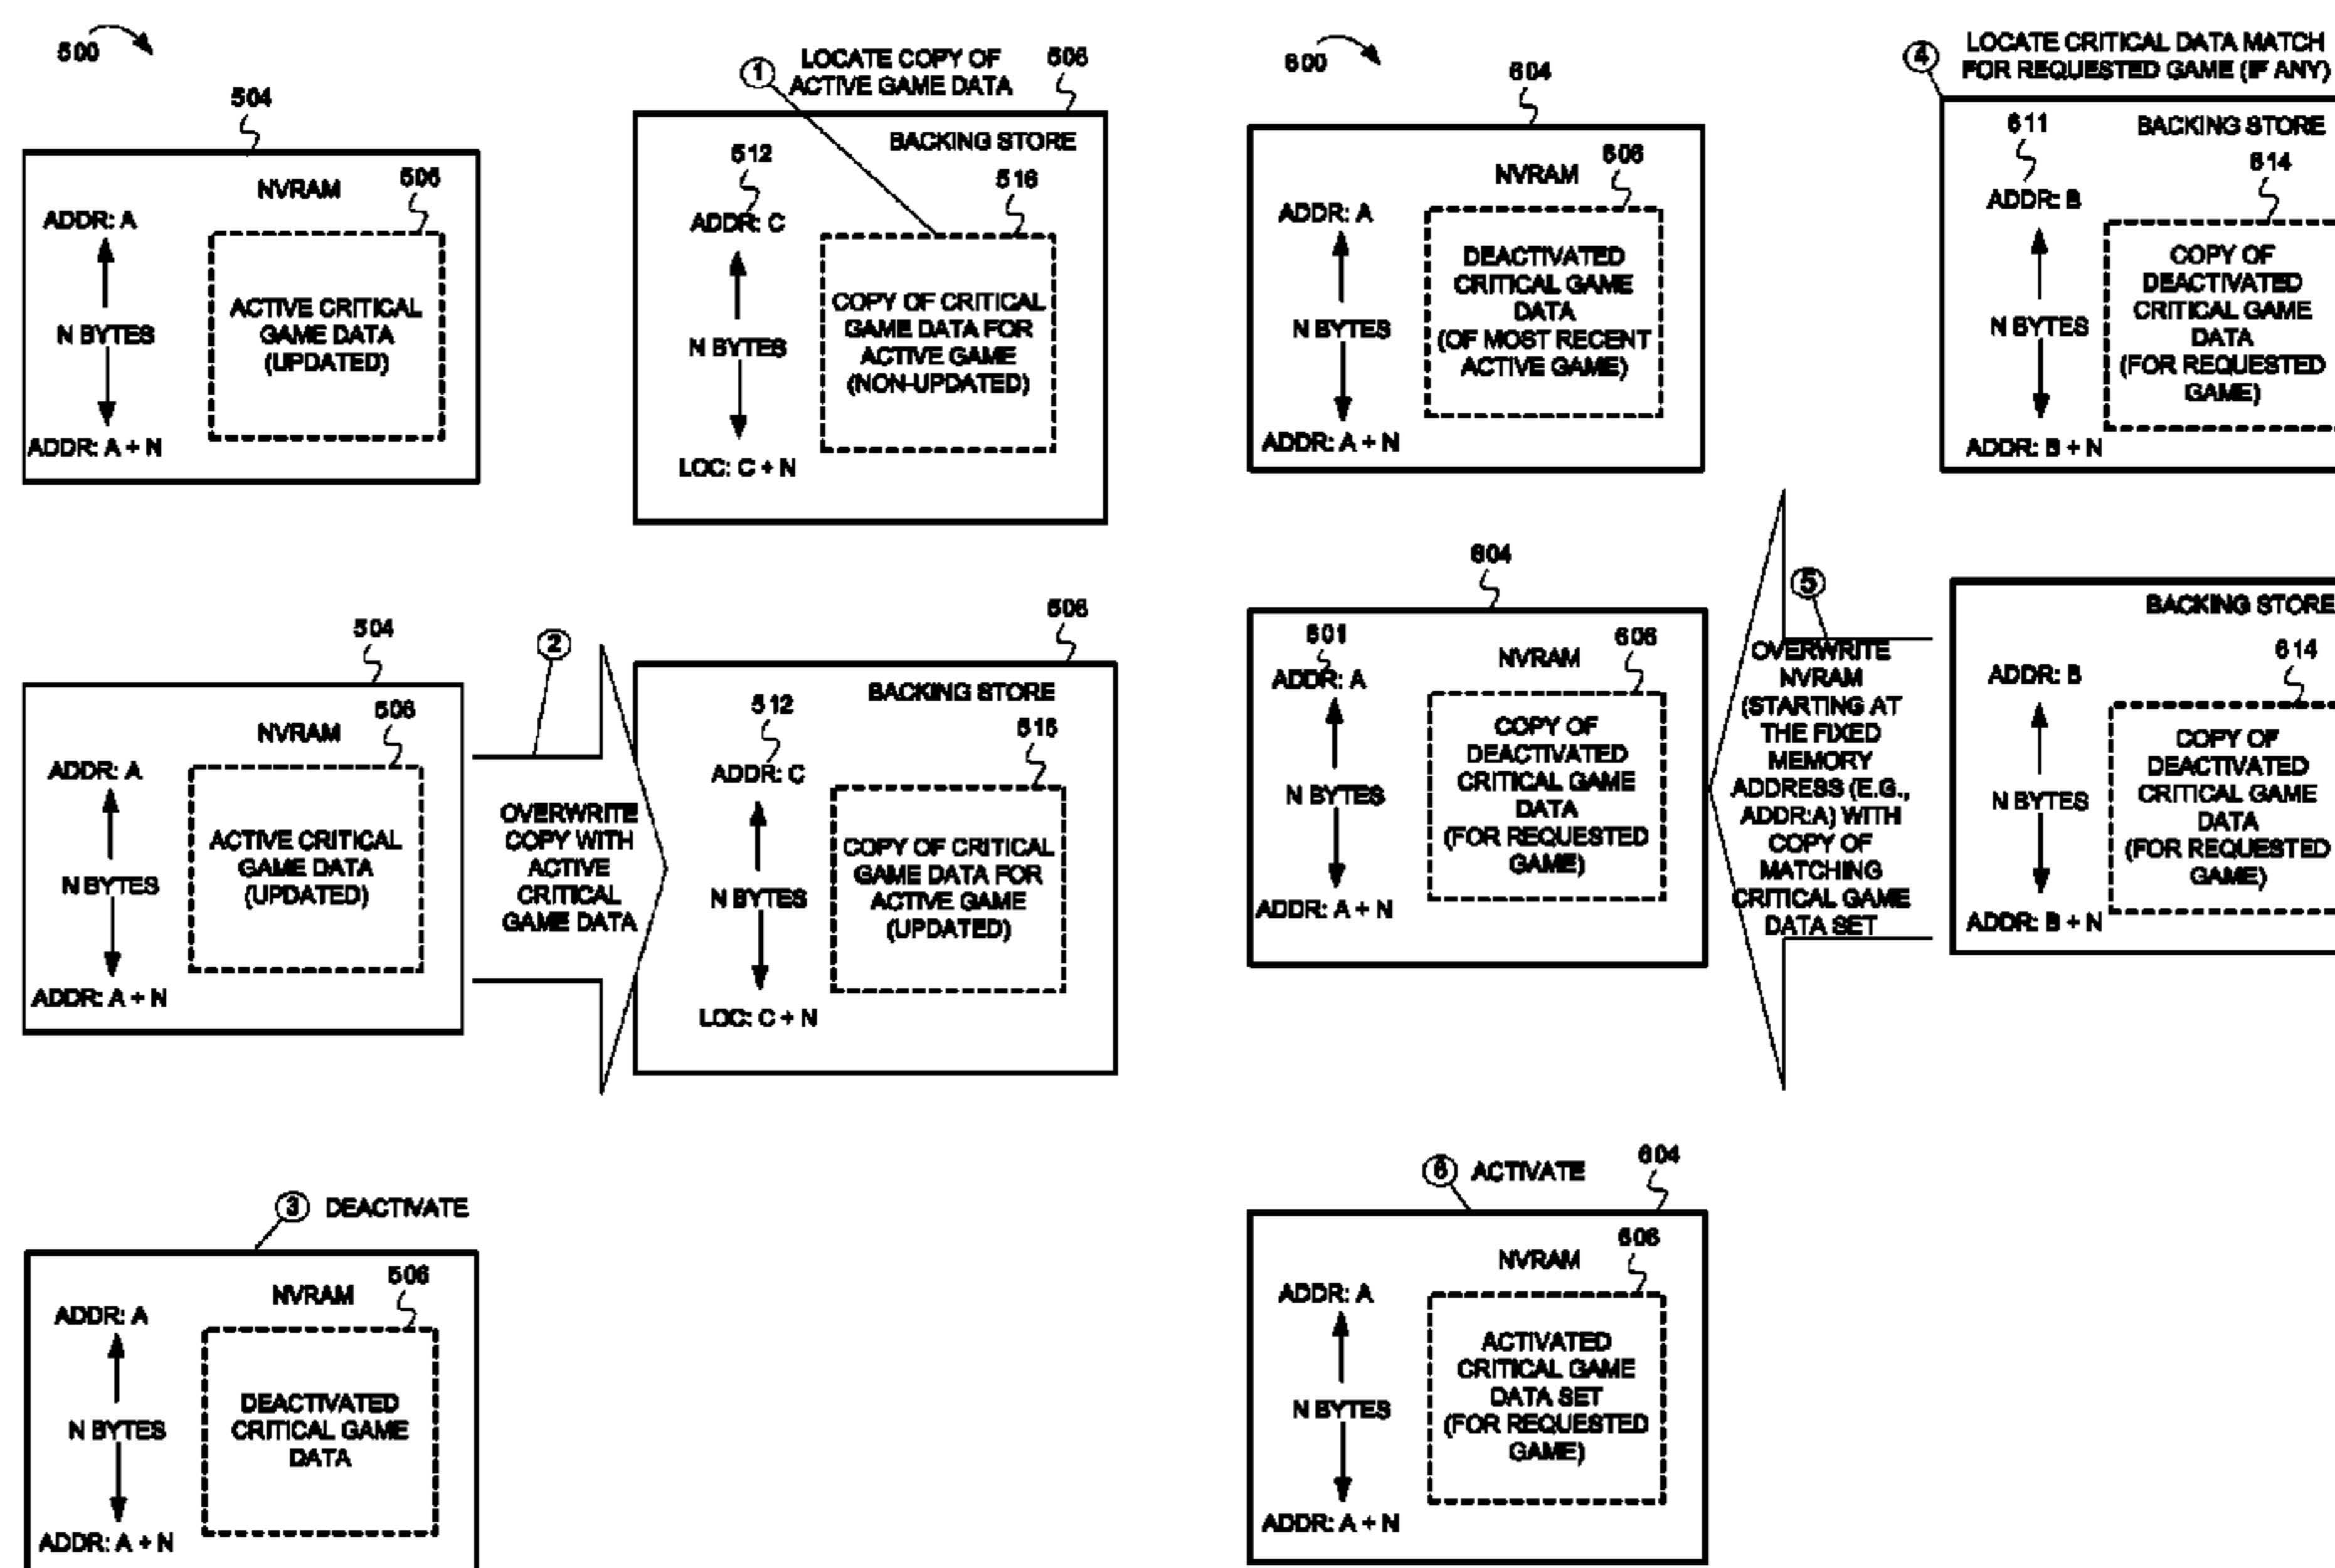 500
504
NVRAM
506
ADDR: A
N BYTES
ADDR: A + N
ACTIVE CRITICAL
GAME DATA
(UPDATED)
1
LOCATE COPY OF
ACTIVE GAME DATA
508
BACKING STORE
512
516
ADDR: C
N BYTES
LOC: C + N
COPY OF CRITICAL
GAME DATA FOR
ACTIVE GAME
(NON-UPDATED)
504
NVRAM
506
ADDR: A
N BYTES
ADDR: A + N
ACTIVE CRITICAL
GAME DATA
(UPDATED)
2
OVERWRITE
COPY WITH
ACTIVE
CRITICAL
GAME DATA
508
BACKING STORE
512
516
ADDR: C
N BYTES
LOC: C + N
COPY OF CRITICAL
GAME DATA FOR
ACTIVE GAME
(UPDATED)
3 DEACTIVATE
NVRAM
506
ADDR: A
N BYTES
ADDR: A + N
DEACTIVATED
CRITICAL GAME
DATA
600
604
NVRAM
606
ADDR: A
N BYTES
ADDR: A + N
DEACTIVATED
CRITICAL GAME
DATA
(OF MOST RECENT
ACTIVE GAME)
4
LOCATE CRITICAL DATA MATCH
FOR REQUESTED GAME (IF ANY)
611
BACKING STORE
614
ADDR: B
N BYTES
ADDR: B + N
COPY OF
DEACTIVATED
CRITICAL GAME
DATA
(FOR REQUESTED
GAME)
604
601
NVRAM
606
ADDR: A
N BYTES
ADDR: A + N
COPY OF
DEACTIVATED
CRITICAL GAME
DATA
(FOR REQUESTED
GAME)
5
OVERWRITE
NVRAM
(STARTING AT
THE FIXED
MEMORY
ADDRESS (E.G.,
ADDR:A) WITH
COPY OF
MATCHING
CRITICAL GAME
DATA SET
BACKING STORE
614
ADDR: B
N BYTES
ADDR: B + N
COPY OF
DEACTIVATED
CRITICAL GAME
DATA
(FOR REQUESTED
GAME)
6 ACTIVATE
604
NVRAM
606
ADDR: A
N BYTES
ADDR: A + N
ACTIVATED
CRITICAL GAME
DATA SET
(FOR REQUESTED
GAME)